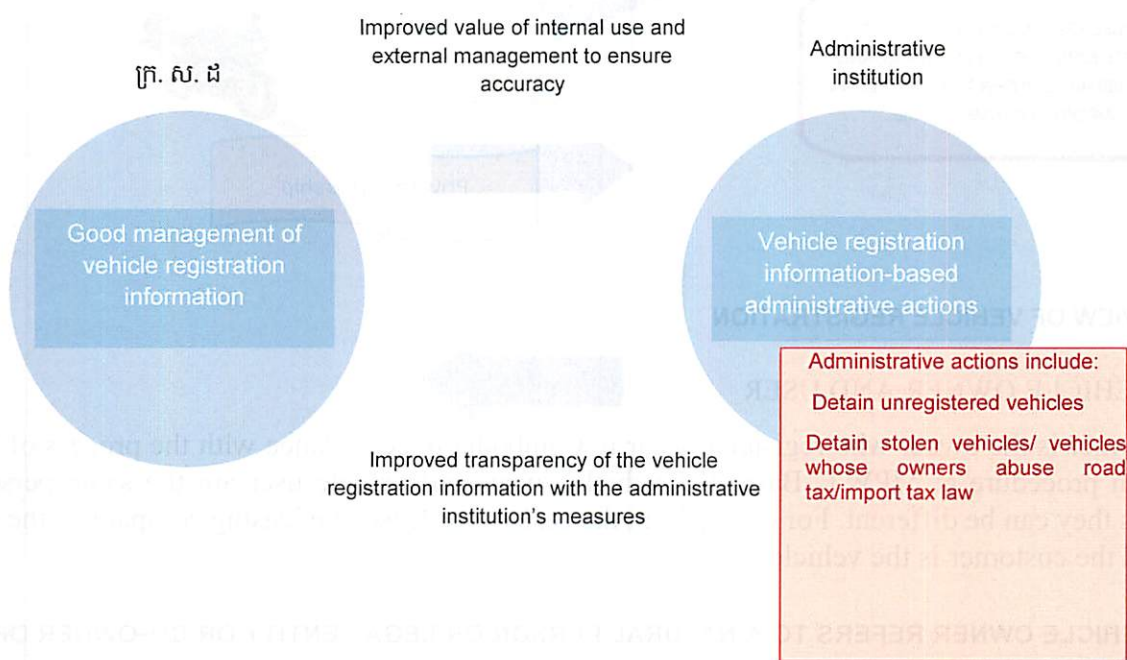 Improved value of internal use and
external management to ensure
accuracy
ក្រ. ស. ដ
Administrative
institution
Good management of
vehicle registration
information
Vehicle registration
information-based
administrative actions
Administrative actions include:
Detain unregistered vehicles
Detain stolen vehicles/ vehicles
whose owners abuse road
tax/import tax law
Improved transparency of the vehicle
registration information with the administrative
institution's measures